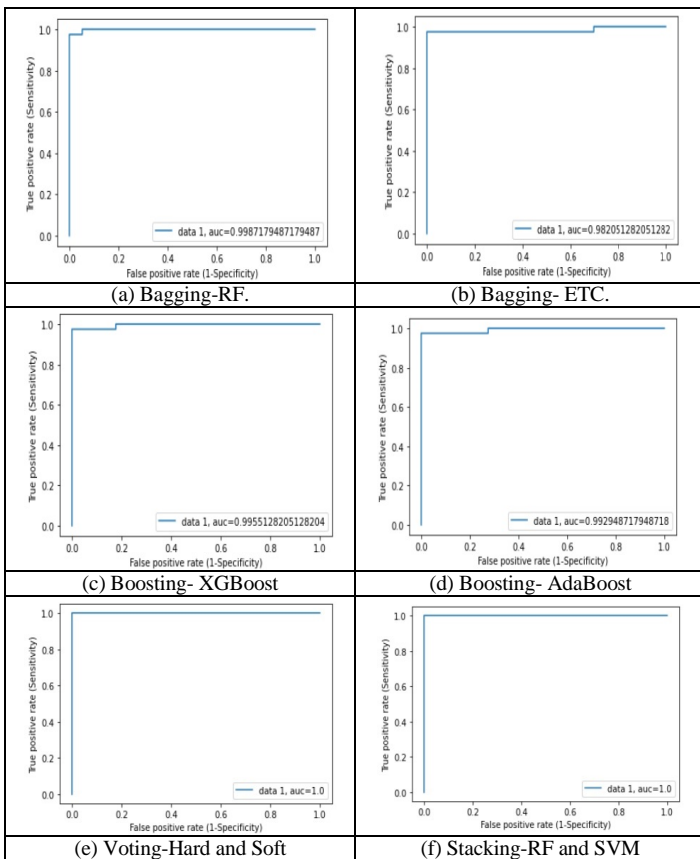 1.0
0.8
0.6
0.4
0.2
0.0
True positive rate (Sensitivity)
data 1, auc=0.9987179487179487
0.0 0.2 0.4 0.6 0.8 1.0
False positive rate (1-Specificity)
(a) Bagging-RF.
1.0
0.8
0.6
0.4
0.2
0.0
True positive rate (Sensitivity)
data 1, auc=0.982051282051282
0.0 0.2 0.4 0.6 0.8 1.0
False positive rate (1-Specificity)
(b) Bagging- ETC.
1.0
0.8
0.6
0.4
0.2
0.0
True positive rate (Sensitivity)
data 1, auc=0.9955128205128204
0.0 0.2 0.4 0.6 0.8 1.0
False positive rate (1-Specificity)
(c) Boosting- XGBoost
1.0
0.8
0.6
0.4
0.2
0.0
True positive rate (Sensitivity)
data 1, auc=0.992948717948718
0.0 0.2 0.4 0.6 0.8 1.0
False positive rate (1-Specificity)
(d) Boosting- AdaBoost
1.0
0.8
0.6
0.4
0.2
0.0
True positive rate (Sensitivity)
data 1, auc=1.0
0.0 0.2 0.4 0.6 0.8 1.0
False positive rate (1-Specificity)
(e) Voting-Hard and Soft
1.0
0.8
0.6
0.4
0.2
0.0
True positive rate (Sensitivity)
data 1, auc=1.0
0.0 0.2 0.4 0.6 0.8 1.0
False positive rate (1-Specificity)
(f) Stacking-RF and SVM